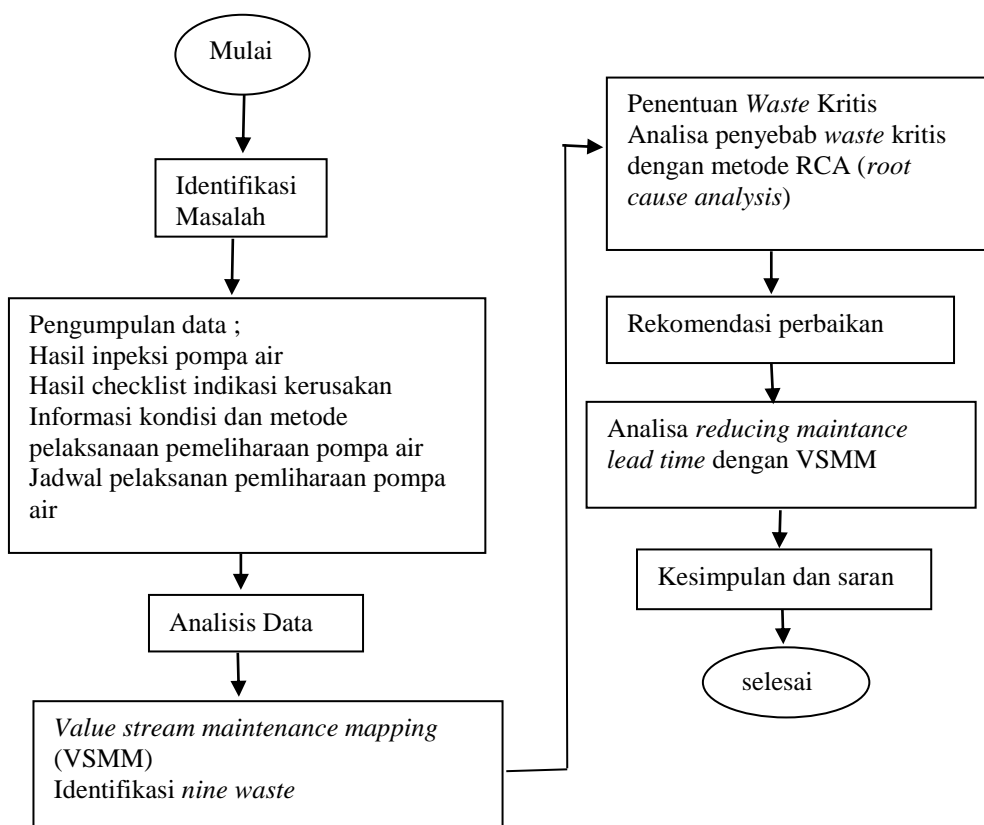 Mulai
Identifikasi
Masalah
Pengumpulan data ;
Hasil inpeksi pompa air
Hasil checklist indikasi kerusakan
Informasi kondisi dan metode
pelaksanaan pemeliharaan pompa air
Jadwal pelaksanan pemliharaan pompa
air
Analisis Data
Value stream maintenance mapping
(VSMM)
Identifikasi nine waste
Penentuan Waste Kritis
Analisa penyebab waste kritis
dengan metode RCA (root
cause analysis)
Rekomendasi perbaikan
Analisa reducing maintance
lead time dengan VSMM
Kesimpulan dan saran
selesai